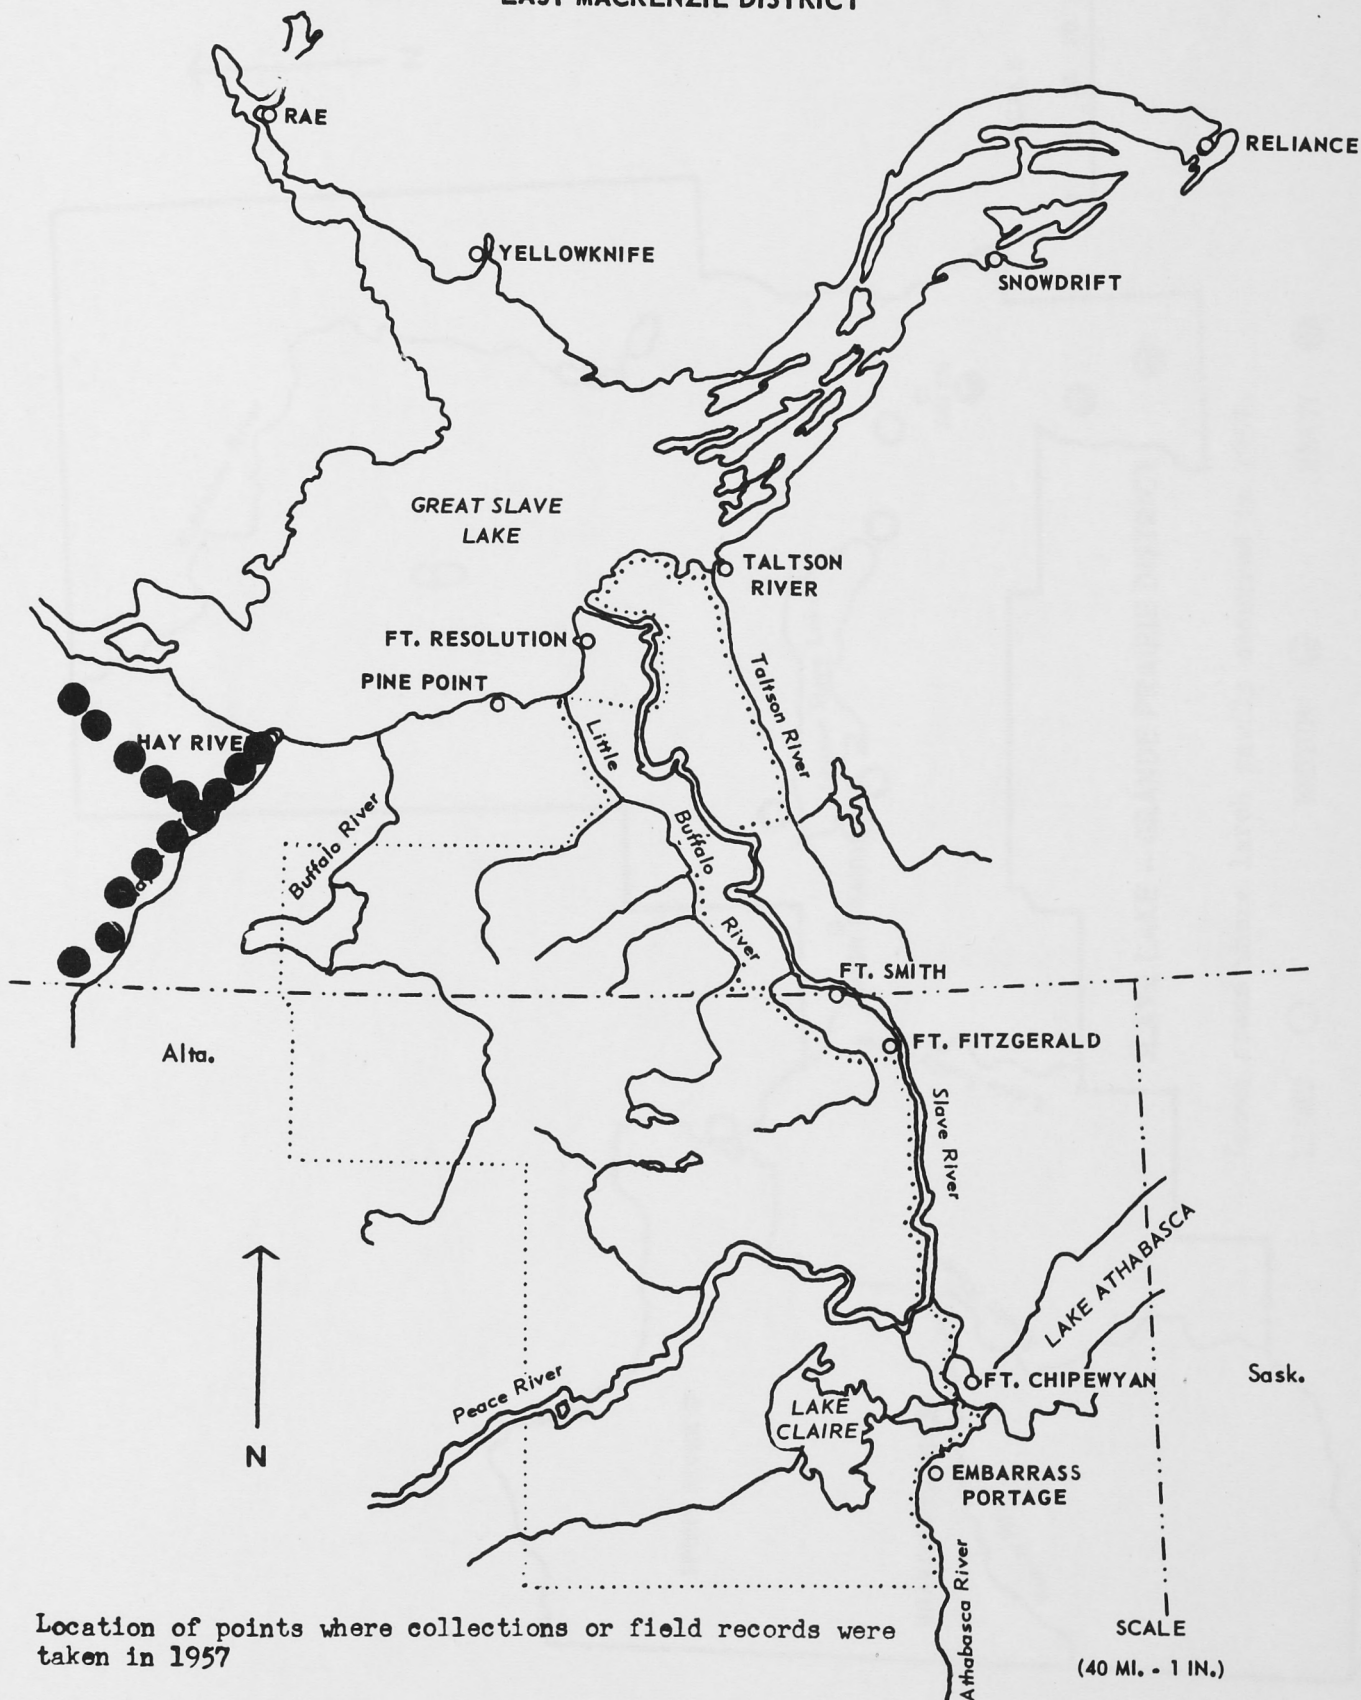 EAST MACKENZIE DISTRICT
RAE
RELIANCE
YELLOWKNIFE
SNOWDRIFT
GREAT SLAVE
LAKE
TALTSON
RIVER
FT. RESOLUTION
PINE POINT
Taltson River
HAY RIVE
Little
Buffalo
River
Buffalo River
FT. SMITH
Alta.
FT. FITZGERALD
Slave River
LAKE ATHABASCA
Peace River
FT. CHIPEWYAN
Sask.
LAKE
CLAIRE
N
EMBARRASS
PORTAGE
Athabasca River
Location of points where collections or field records were
taken in 1957
SCALE
(40 MI. - 1 IN.)